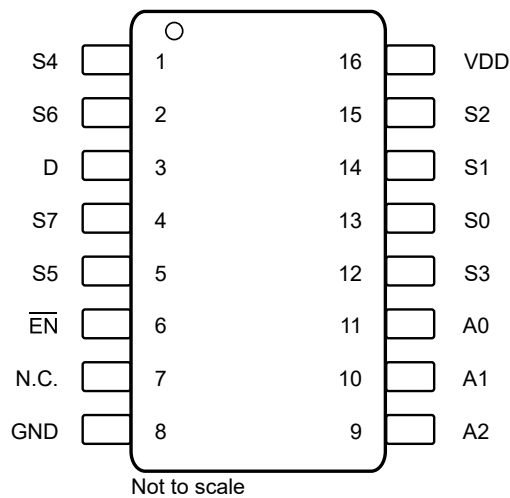 S4 1 16 VDD
S6 2 15 S2
D 3 14 S1
S7 4 13 S0
S5 5 12 S3
E̅N̅ 6 11 A0
N.C. 7 10 A1
GND 8 9 A2
Not to scale